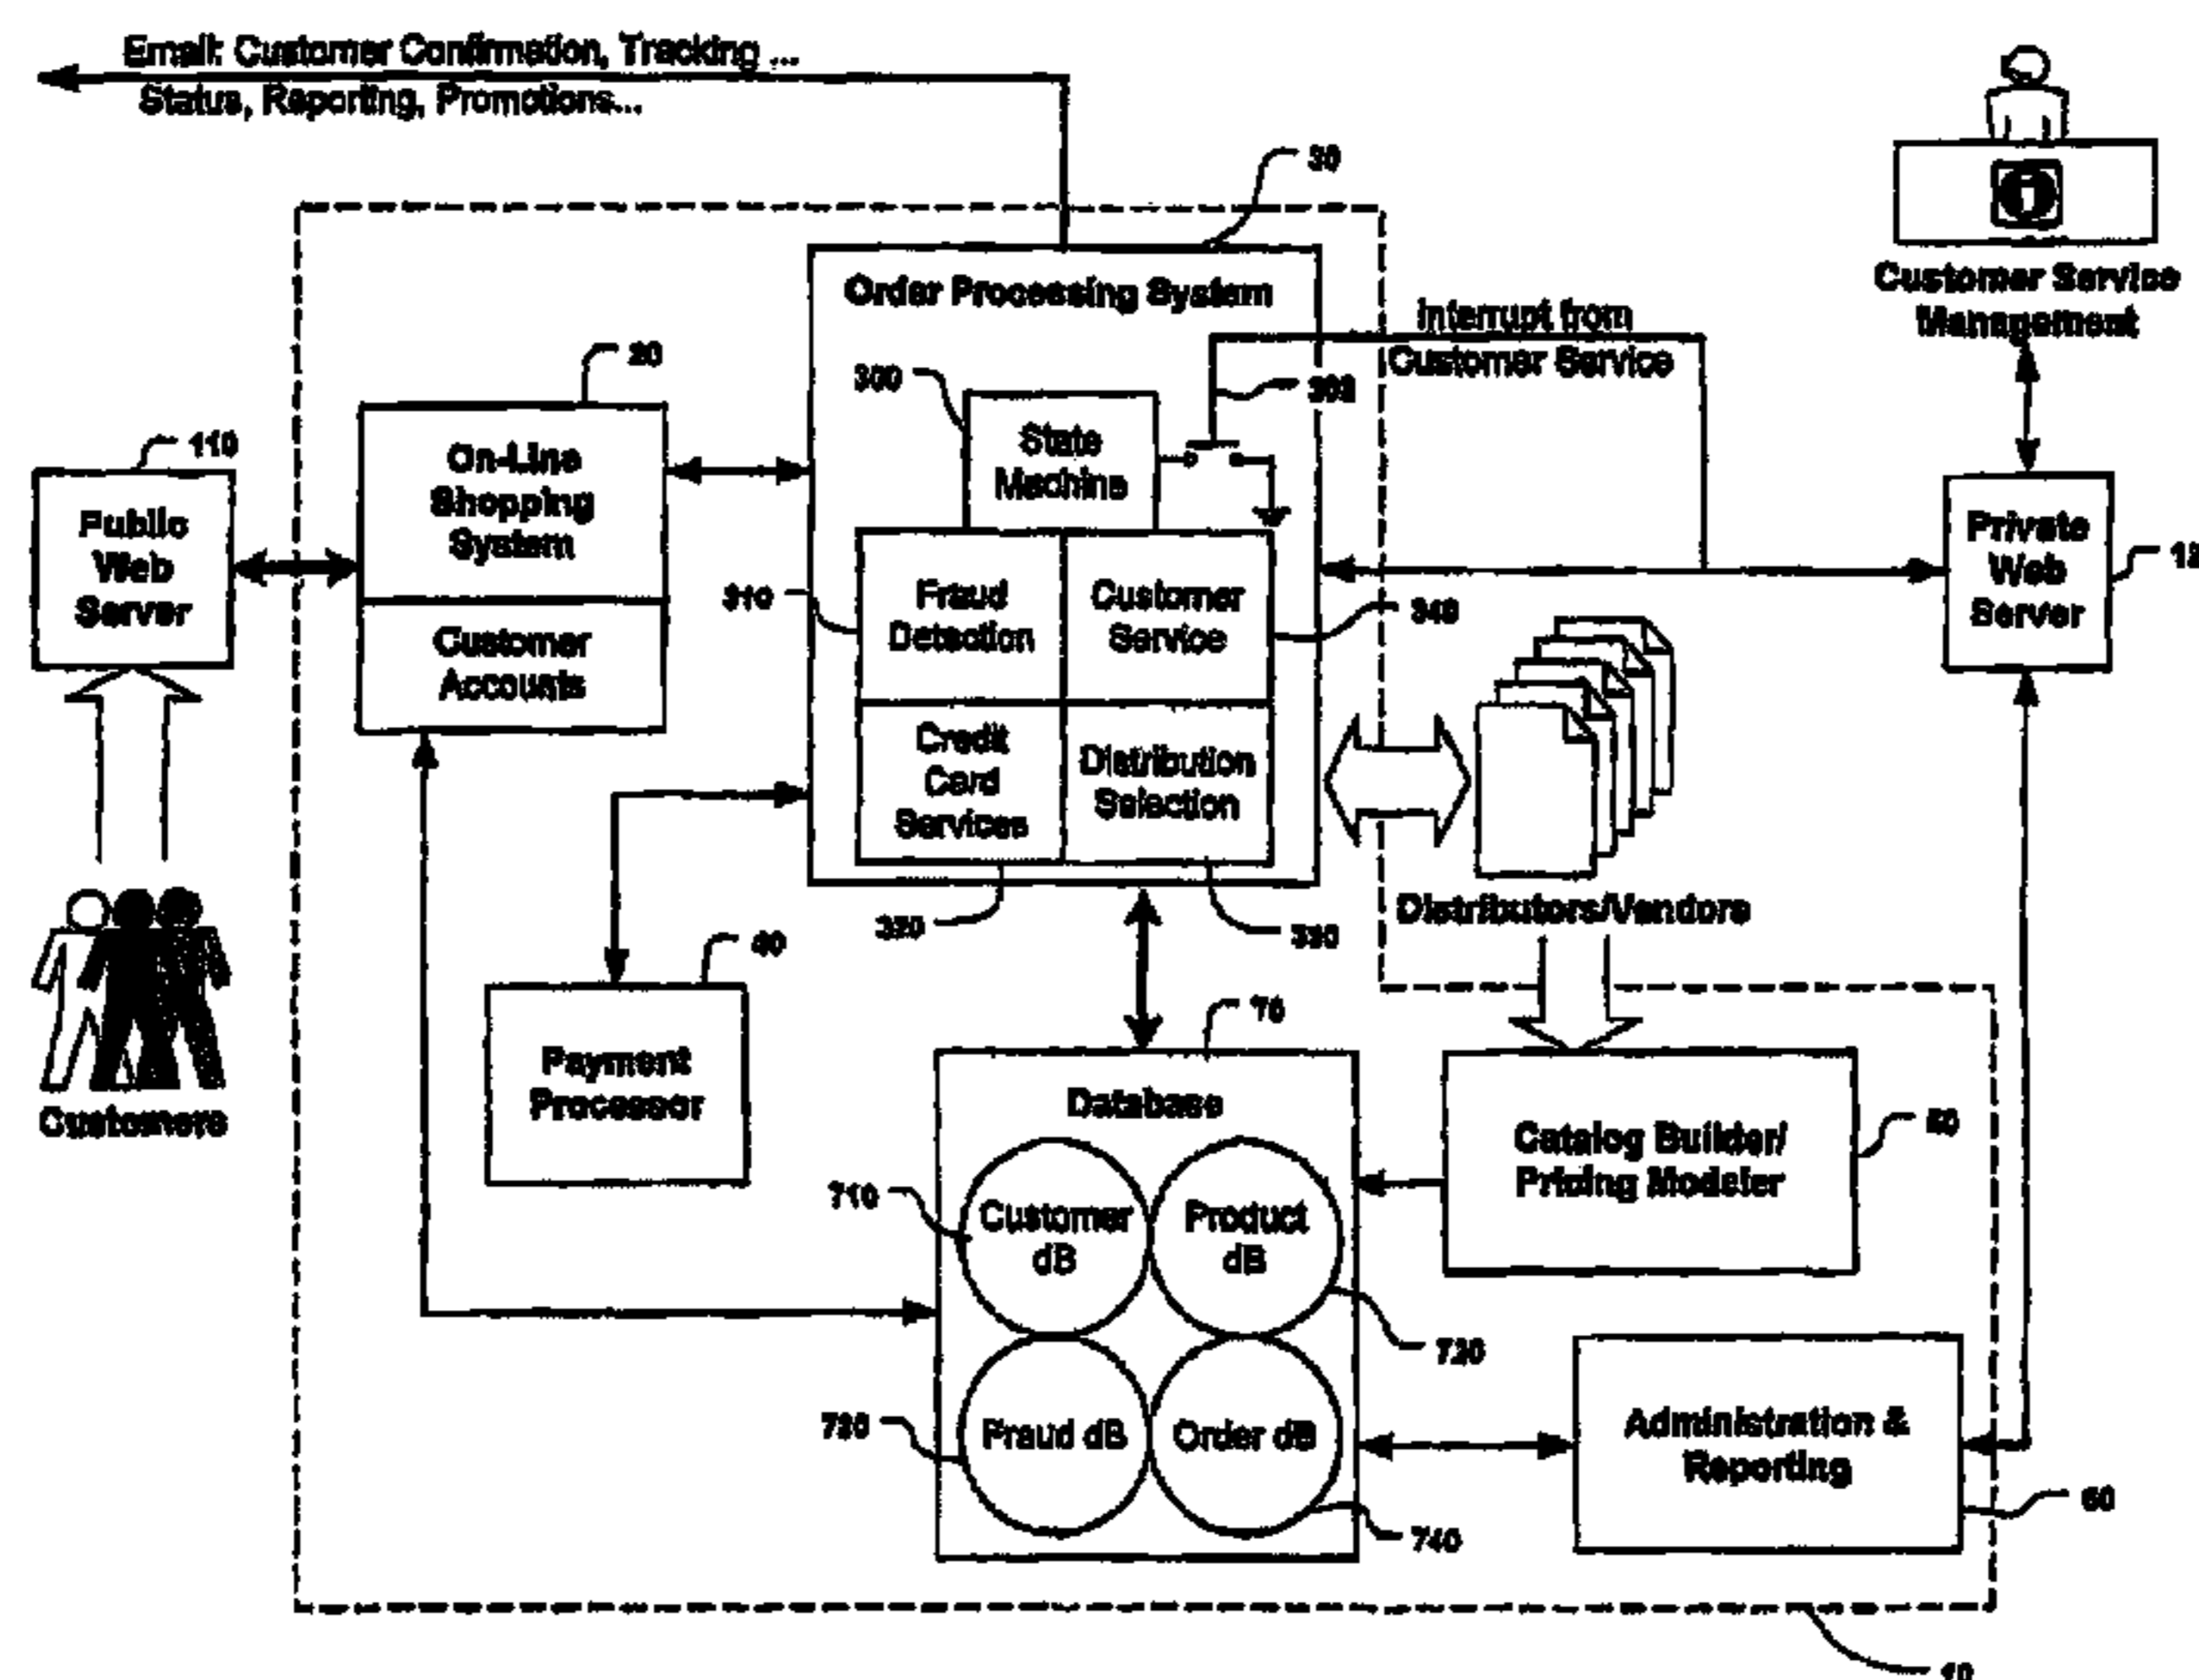 Email: Customer Confirmation, Tracking ...
Status, Reporting, Promotions...
30
Customer Service
Management
Order Processing System
Interrupt from
Customer Service
20
300
110
State
Machine
On-Line
Shopping
System
Public
Web
Server
Private
Web
Server
310
Fraud
Detection
Customer
Service
340
Customer
Accounts
Credit
Card
Services
Distribution
Selection
320
330
Distributors/Vendors
70
Customers
Payment
Processor
Database
Catalog Builder/
Pricing Modeler
710
Customer
dB
Product
dB
720
Fraud dB
Order dB
740
Administration &
Reporting
60
10